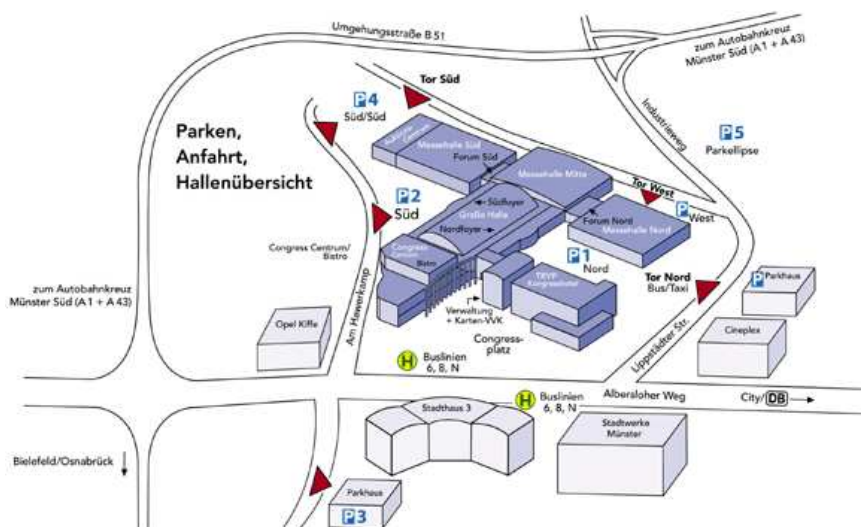 Umgehungsstraße B 51
zum Autobahnkreuz
Münster Süd (A 1 + A 43)
Tor Süd
P4
Süd/Süd
Industrieweg
P5
Parkellipse
Parken,
Anfahrt,
Hallenübersicht
Messehalle Süd
Forum Süd
Messehalle Mitte
Tor West
P
West
P2
Süd
Südfoyer
Große Halle
Nordfoyer
Forum Nord
Messehalle Nord
Congress Centrum/
Bistro
Congress
Centrum
Bistro
P1
Nord
TRYP
Kongresshotel
Tor Nord
Bus/Taxi
P
Parkhaus
zum Autobahnkreuz
Münster Süd (A 1 + A 43)
Am Hawerkamp
Verwaltung
+ Karten-VVK
Opel Kiffe
Congress-
platz
Lippstädter Str.
Cineplex
H
Buslinien
6, 8, N
H
Buslinien
6, 8, N
Albersloher Weg
City/DB
Stadthaus 3
Stadtwerke
Münster
Bielefeld/Osnabrück
Parkhaus
P3